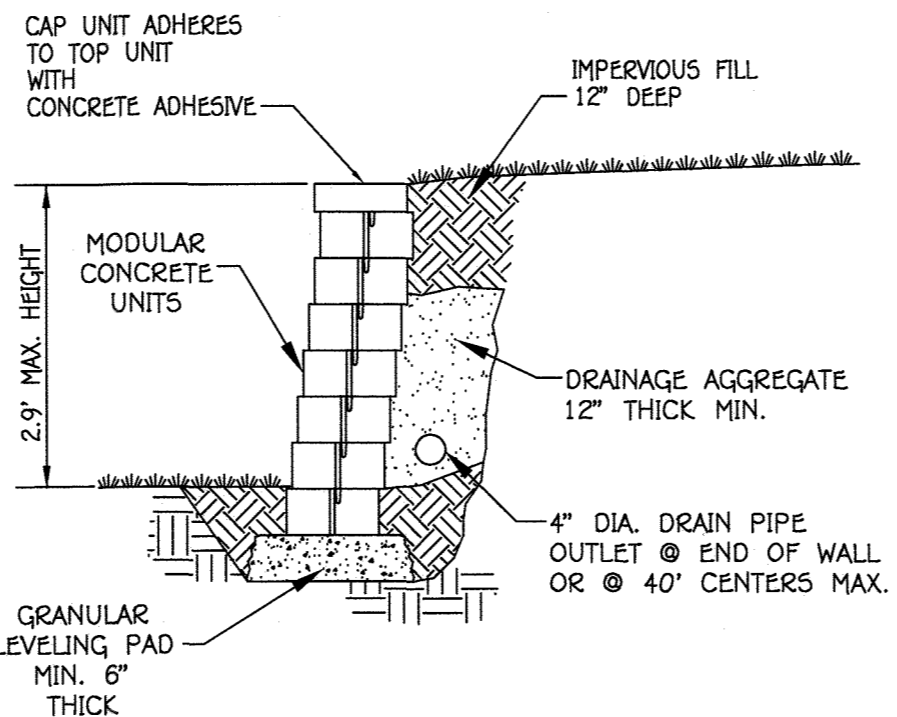 CAP UNIT ADHERES
TO TOP UNIT
WITH
CONCRETE ADHESIVE
IMPERVIOUS FILL
12" DEEP
MODULAR
CONCRETE
UNITS
2.9' MAX. HEIGHT
DRAINAGE AGGREGATE
12" THICK MIN.
4" DIA. DRAIN PIPE
OUTLET @ END OF WALL
OR @ 40' CENTERS MAX.
GRANULAR
LEVELING PAD
MIN. 6"
THICK